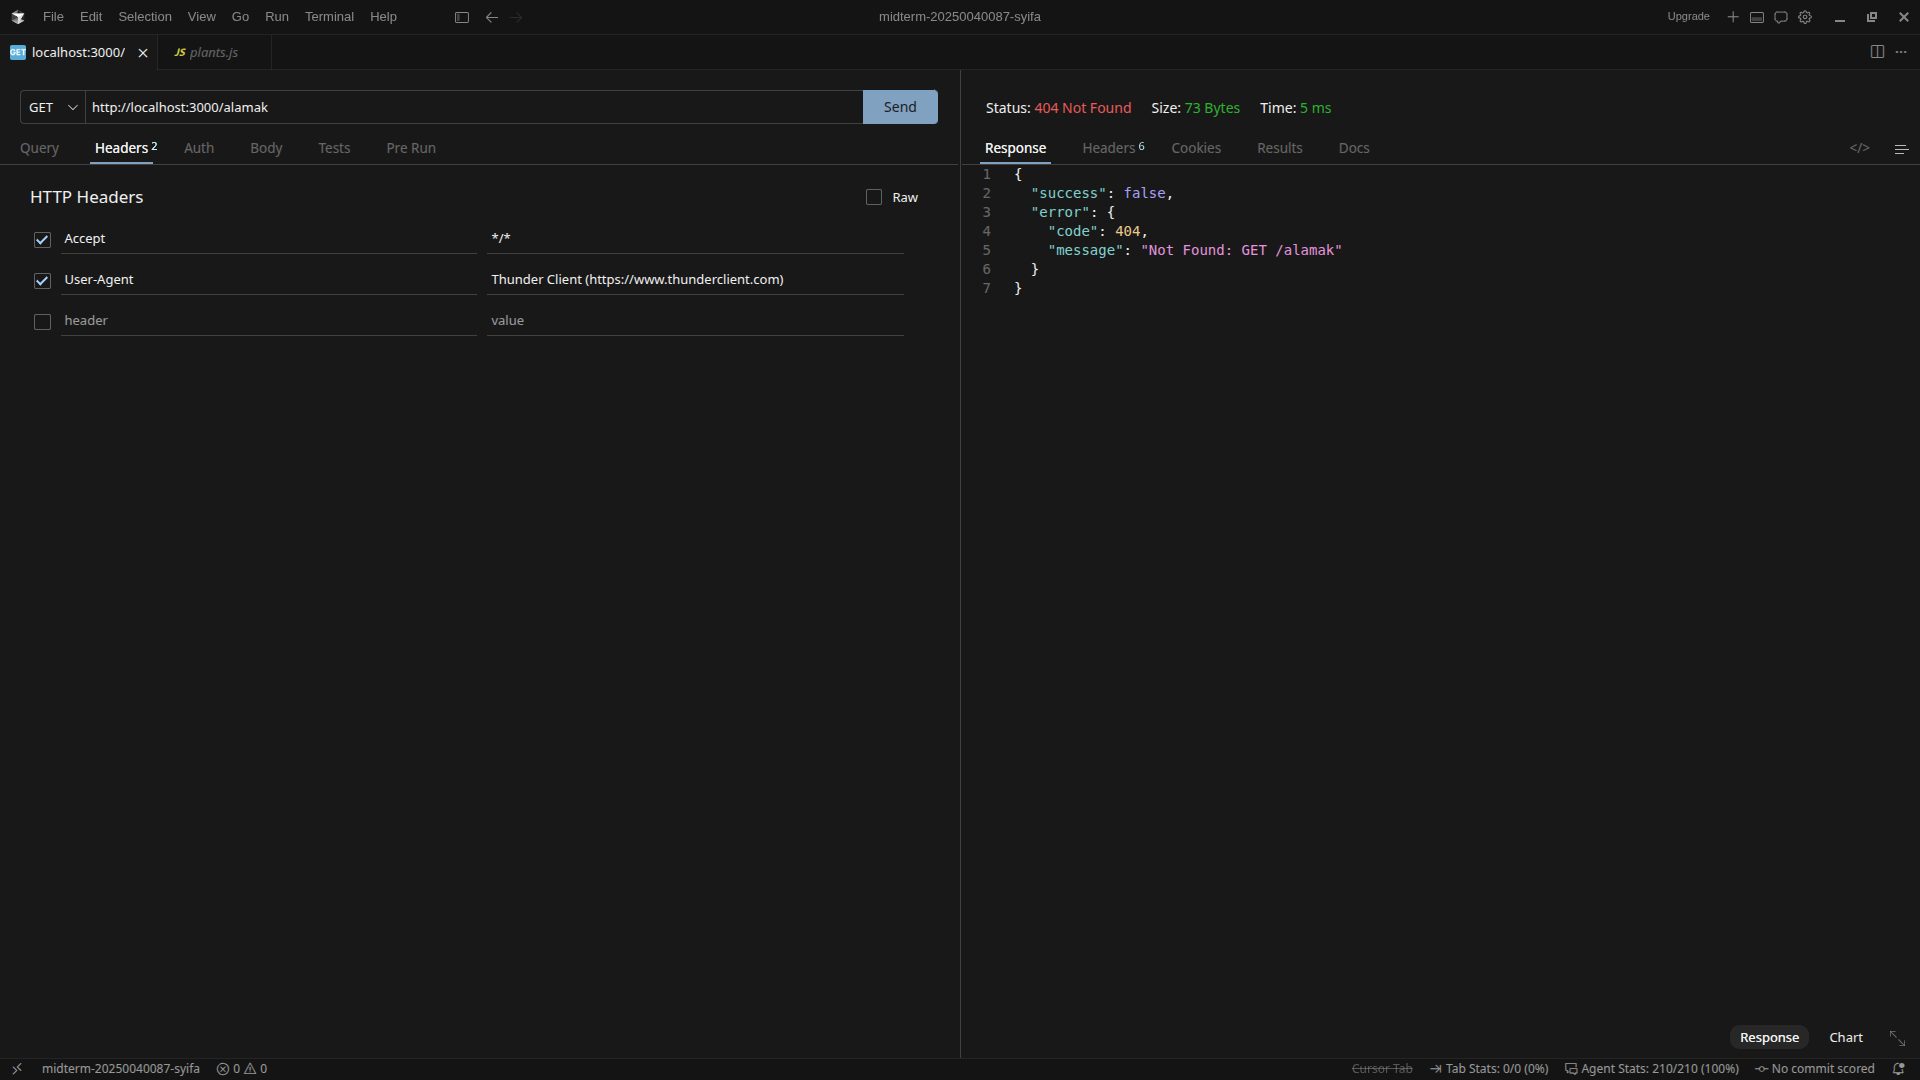 File Edit Selection View Go Run Terminal Help
midterm-20250040087-syifa
Upgrade
GET localhost:3000/
JS plants.js
GET
http://localhost:3000/alamak
Send
Query Headers 2 Auth Body Tests Pre Run
HTTP Headers
Raw
Accept */*
User-Agent Thunder Client (https://www.thunderclient.com)
header value
Status: 404 Not Found Size: 73 Bytes Time: 5 ms
Response Headers 6 Cookies Results Docs
</>
1 {
2 "success": false,
3 "error": {
4 "code": 404,
5 "message": "Not Found: GET /alamak"
6 }
7 }
Response Chart
midterm-20250040087-syifa 0 0
Cursor Tab Tab Stats: 0/0 (0%) Agent Stats: 210/210 (100%) No commit scored